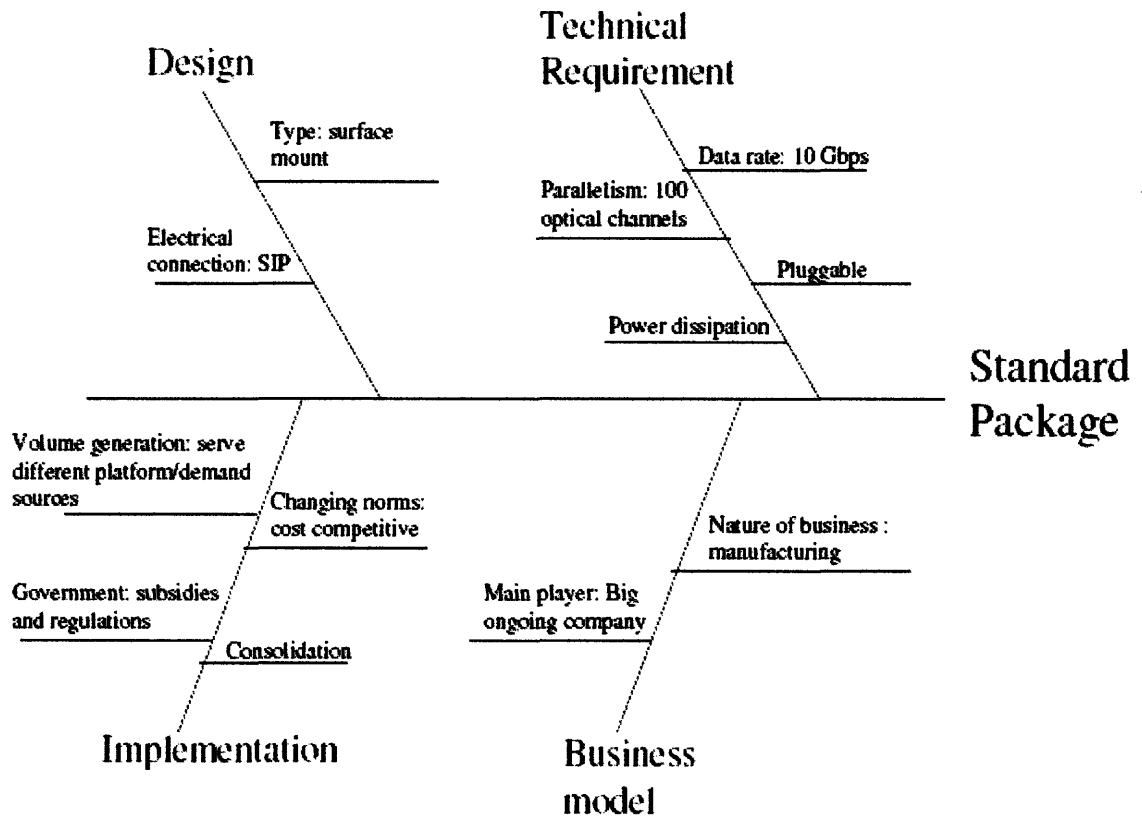 Design
Type: surface
mount
Electrical
connection: SIP
Technical
Requirement
Data rate: 10 Gbps
Parallelism: 100
optical channels
Pluggable
Power dissipation
Standard
Package
Volume generation: serve
different platform/demand
sources
Changing norms:
cost competitive
Government: subsidies
and regulations
Consolidation
Implementation
Nature of business :
manufacturing
Main player: Big
ongoing company
Business
model